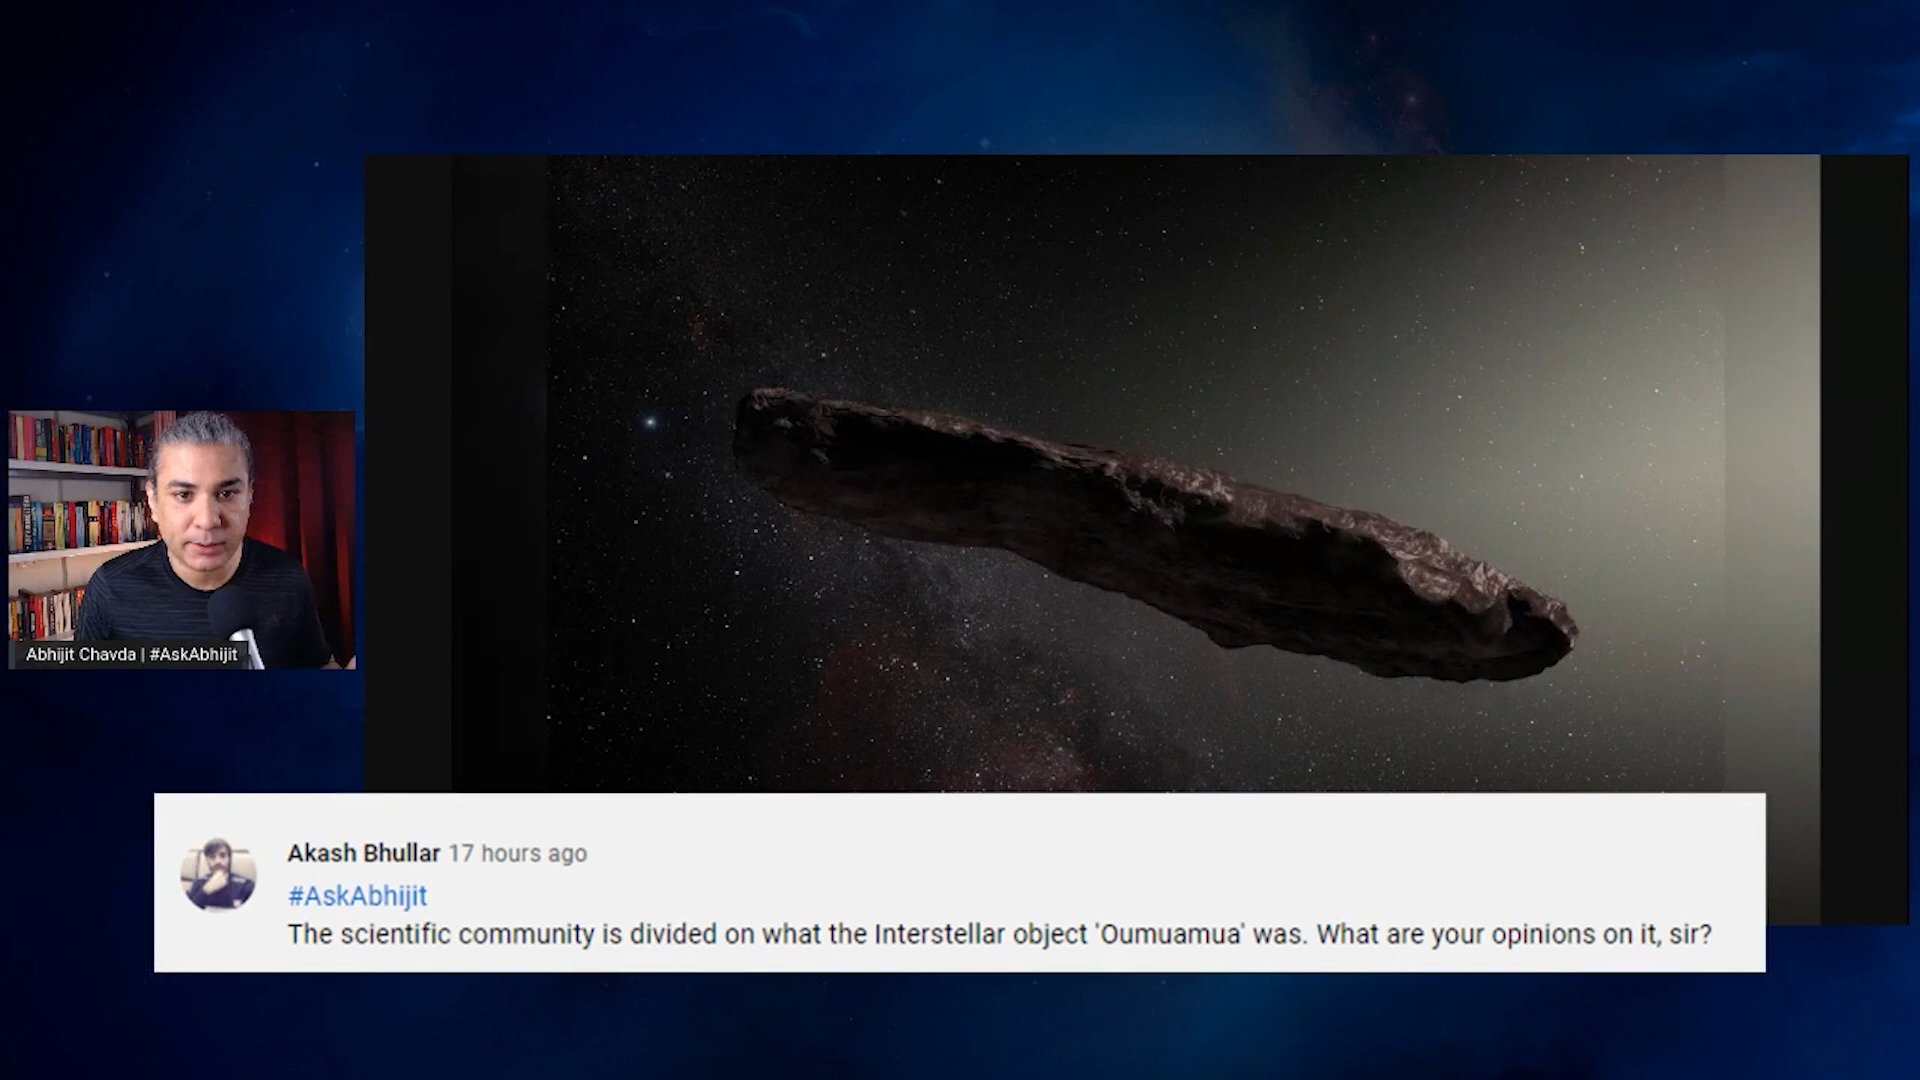 Abhijit Chavda | #AskAbhijit
Akash Bhullar 17 hours ago
#AskAbhijit
The scientific community is divided on what the Interstellar object 'Oumuamua' was. What are your opinions on it, sir?